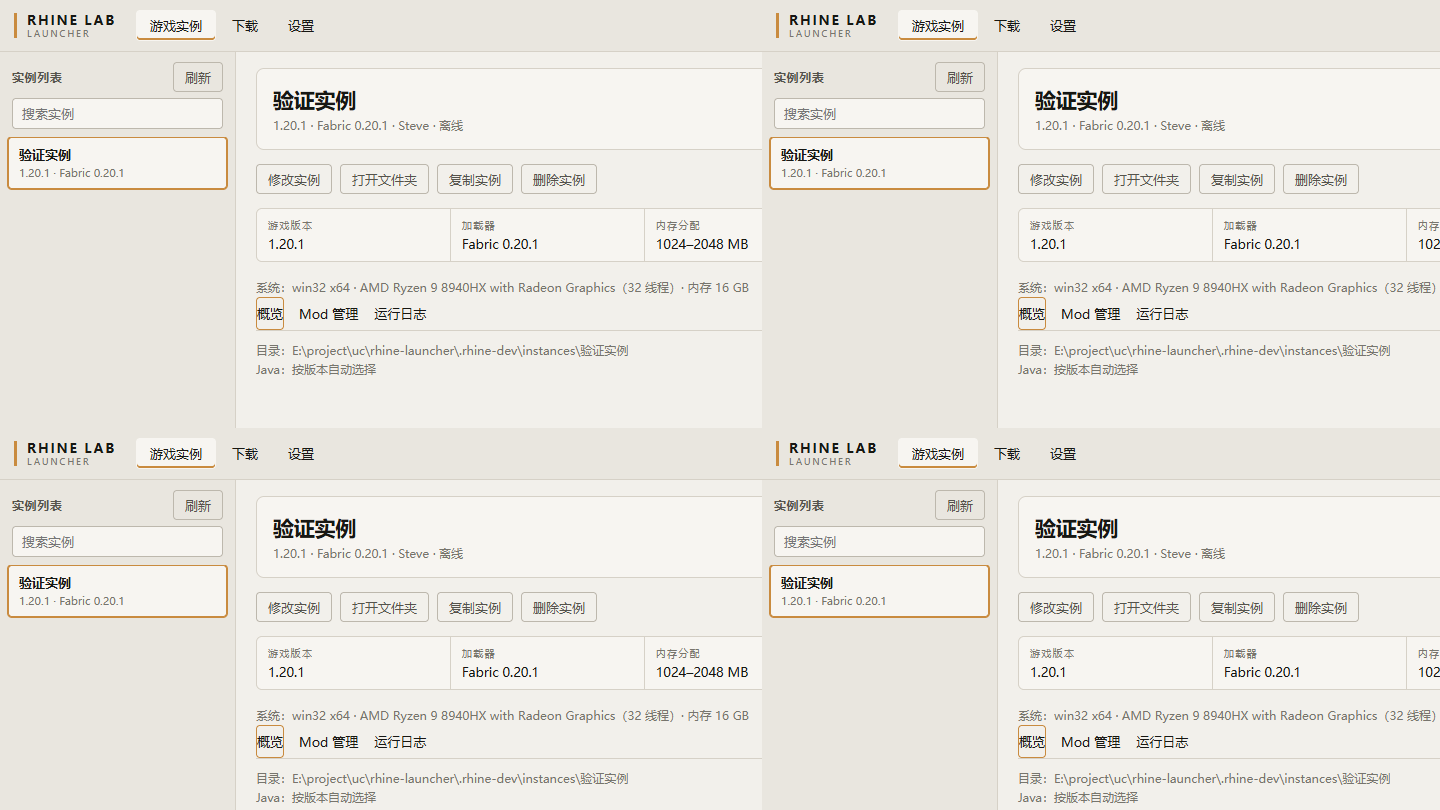 RHINE LAB
LAUNCHER
游戏实例 下载 设置
实例列表 刷新
搜索实例
验证实例
1.20.1 · Fabric 0.20.1
验证实例
1.20.1 · Fabric 0.20.1 · Steve · 离线
修改实例 打开文件夹 复制实例 删除实例
游戏版本 加载器 内存分配
1.20.1 Fabric 0.20.1 1024–2048 MB
系统：win32 x64 · AMD Ryzen 9 8940HX with Radeon Graphics（32 线程）· 内存 16 GB
概览 Mod 管理 运行日志
目录：E:\project\uc\rhine-launcher\.rhine-dev\instances\验证实例
Java：按版本自动选择
RHINE LAB
LAUNCHER
游戏实例 下载 设置
实例列表 刷新
搜索实例
验证实例
1.20.1 · Fabric 0.20.1
验证实例
1.20.1 · Fabric 0.20.1 · Steve · 离线
修改实例 打开文件夹 复制实例 删除实例
游戏版本 加载器 内存
1.20.1 Fabric 0.20.1 102
系统：win32 x64 · AMD Ryzen 9 8940HX with Radeon Graphics（32 线程）
概览 Mod 管理 运行日志
目录：E:\project\uc\rhine-launcher\.rhine-dev\instances\验证实例
Java：按版本自动选择
RHINE LAB
LAUNCHER
游戏实例 下载 设置
实例列表 刷新
搜索实例
验证实例
1.20.1 · Fabric 0.20.1
验证实例
1.20.1 · Fabric 0.20.1 · Steve · 离线
修改实例 打开文件夹 复制实例 删除实例
游戏版本 加载器 内存分配
1.20.1 Fabric 0.20.1 1024–2048 MB
系统：win32 x64 · AMD Ryzen 9 8940HX with Radeon Graphics（32 线程）· 内存 16 GB
概览 Mod 管理 运行日志
目录：E:\project\uc\rhine-launcher\.rhine-dev\instances\验证实例
Java：按版本自动选择
RHINE LAB
LAUNCHER
游戏实例 下载 设置
实例列表 刷新
搜索实例
验证实例
1.20.1 · Fabric 0.20.1
验证实例
1.20.1 · Fabric 0.20.1 · Steve · 离线
修改实例 打开文件夹 复制实例 删除实例
游戏版本 加载器 内存
1.20.1 Fabric 0.20.1 102
系统：win32 x64 · AMD Ryzen 9 8940HX with Radeon Graphics（32 线程）
概览 Mod 管理 运行日志
目录：E:\project\uc\rhine-launcher\.rhine-dev\instances\验证实例
Java：按版本自动选择